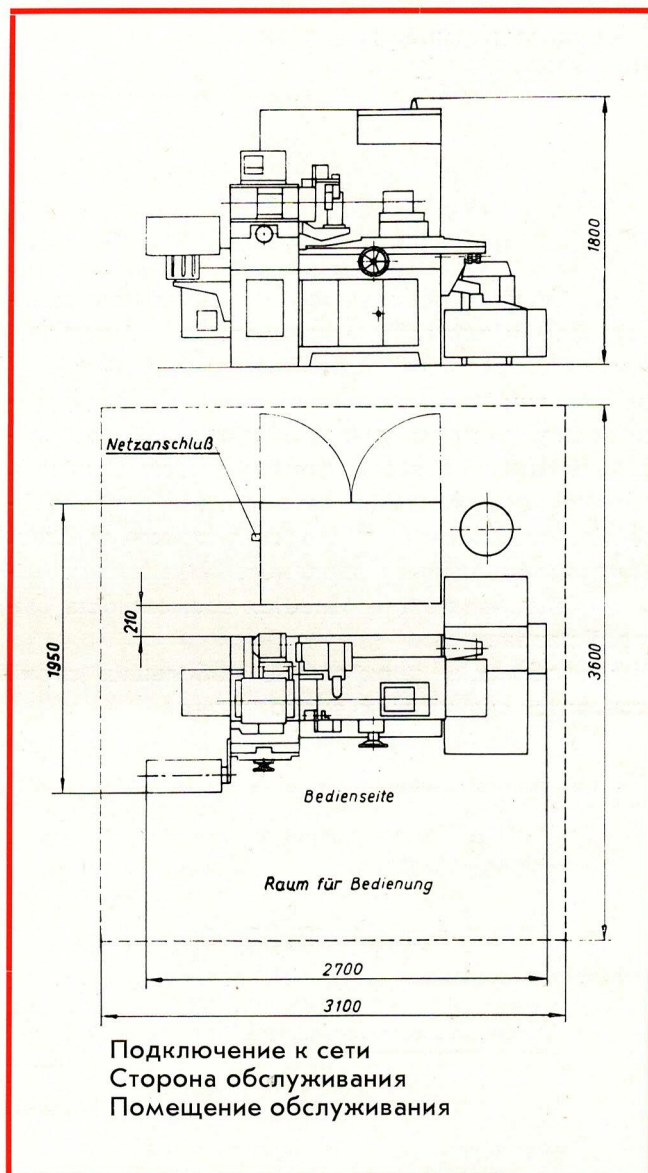 1800
Netzanschluß
210
1950
3600
Bedienseite
Raum für Bedienung
2700
3100
Подключение к сети
Сторона обслуживания
Помещение обслуживания